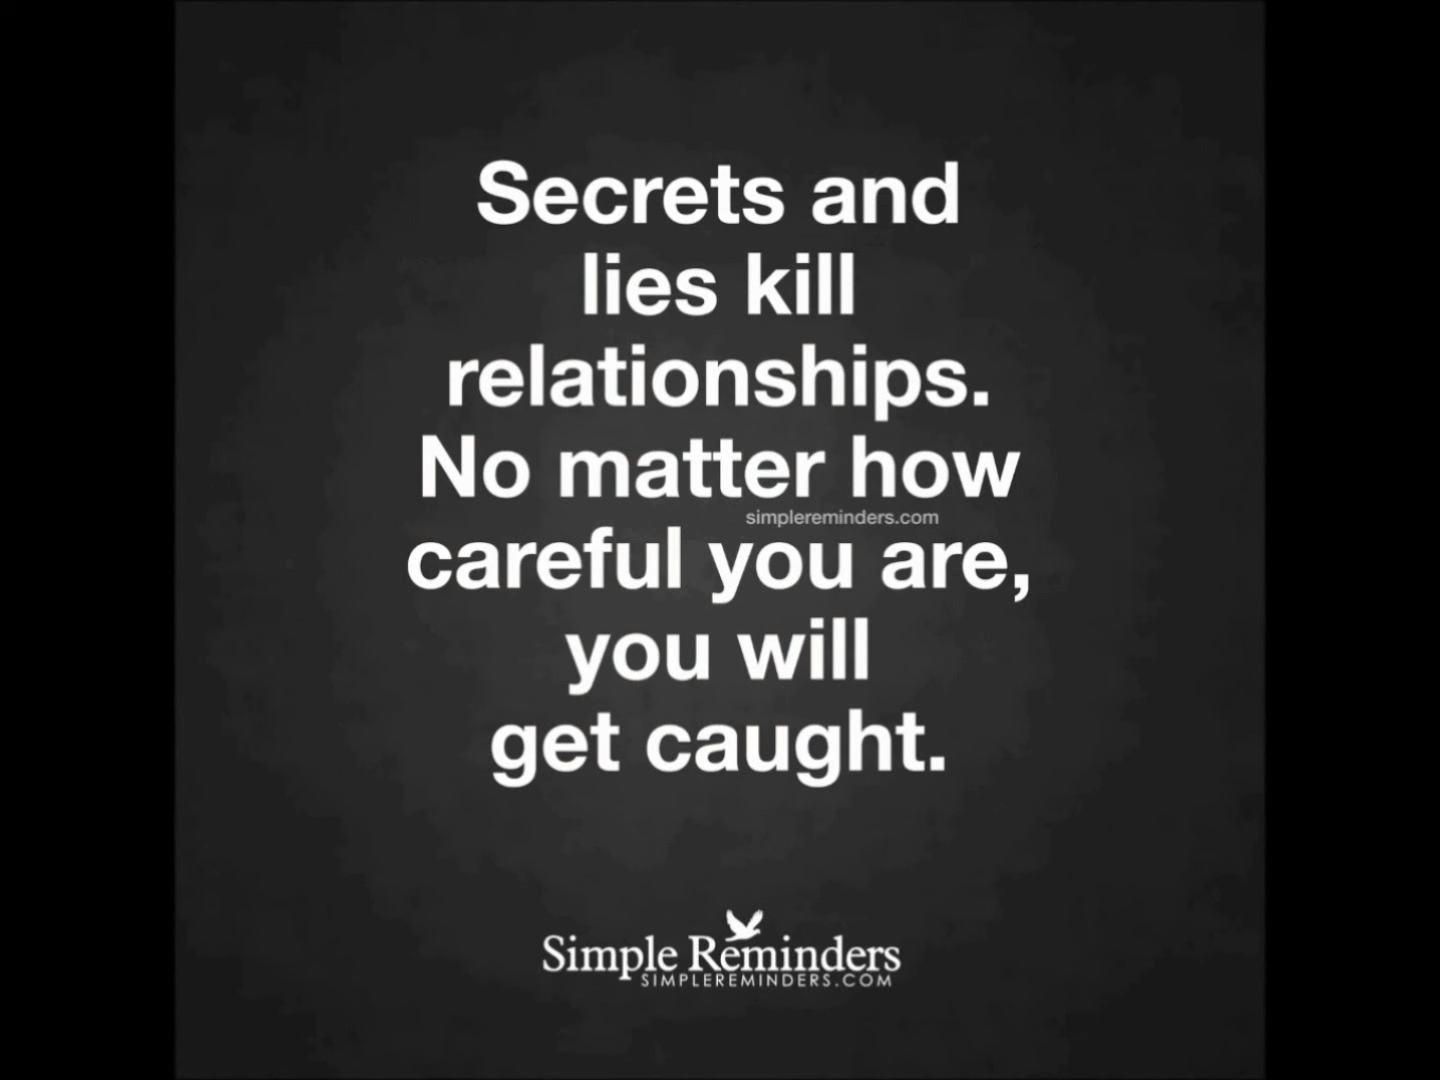 Secrets and
lies kill
relationships.
No matter how
simplereminders.com
careful you are,
you will
get caught.
Simple Reminders
SIMPLEREMINDERS.COM